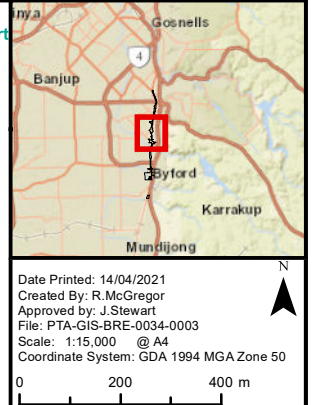 inya
Gosnells
rt
4
Banjup
Byford
Karrakup
Mundijong
N
Date Printed: 14/04/2021
Created By: R.McGregor
Approved by: J.Stewart
File: PTA-GIS-BRE-0034-0003
Scale: 1:15,000 @ A4
Coordinate System: GDA 1994 MGA Zone 50
0 200 400 m